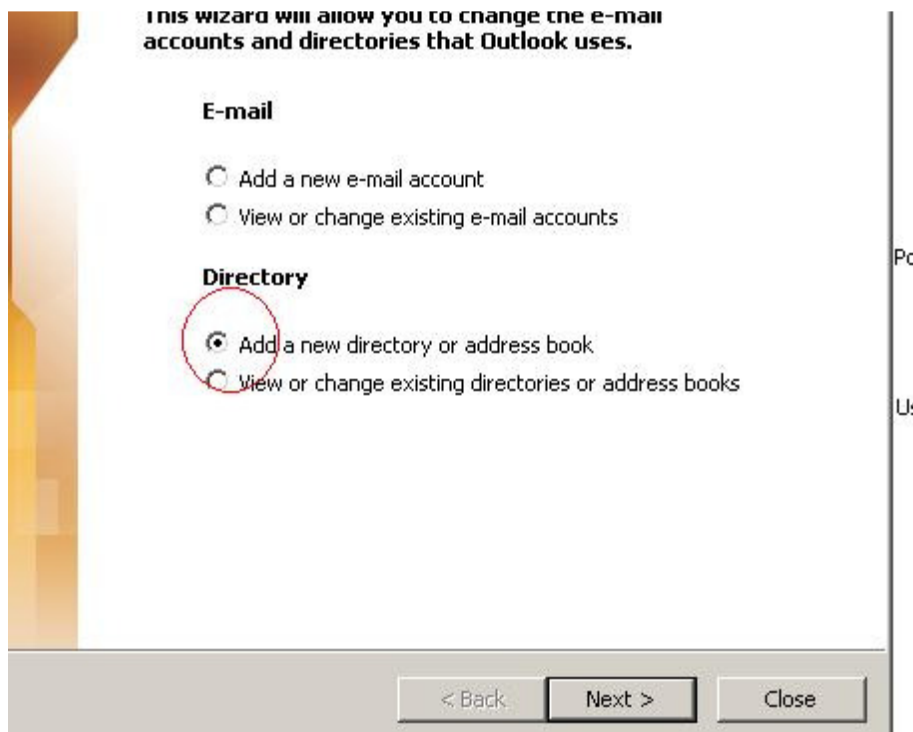 This wizard will allow you to change the e-mail
accounts and directories that Outlook uses.
E-mail
Add a new e-mail account
View or change existing e-mail accounts
Directory
Add a new directory or address book
View or change existing directories or address books
< Back
Next >
Close